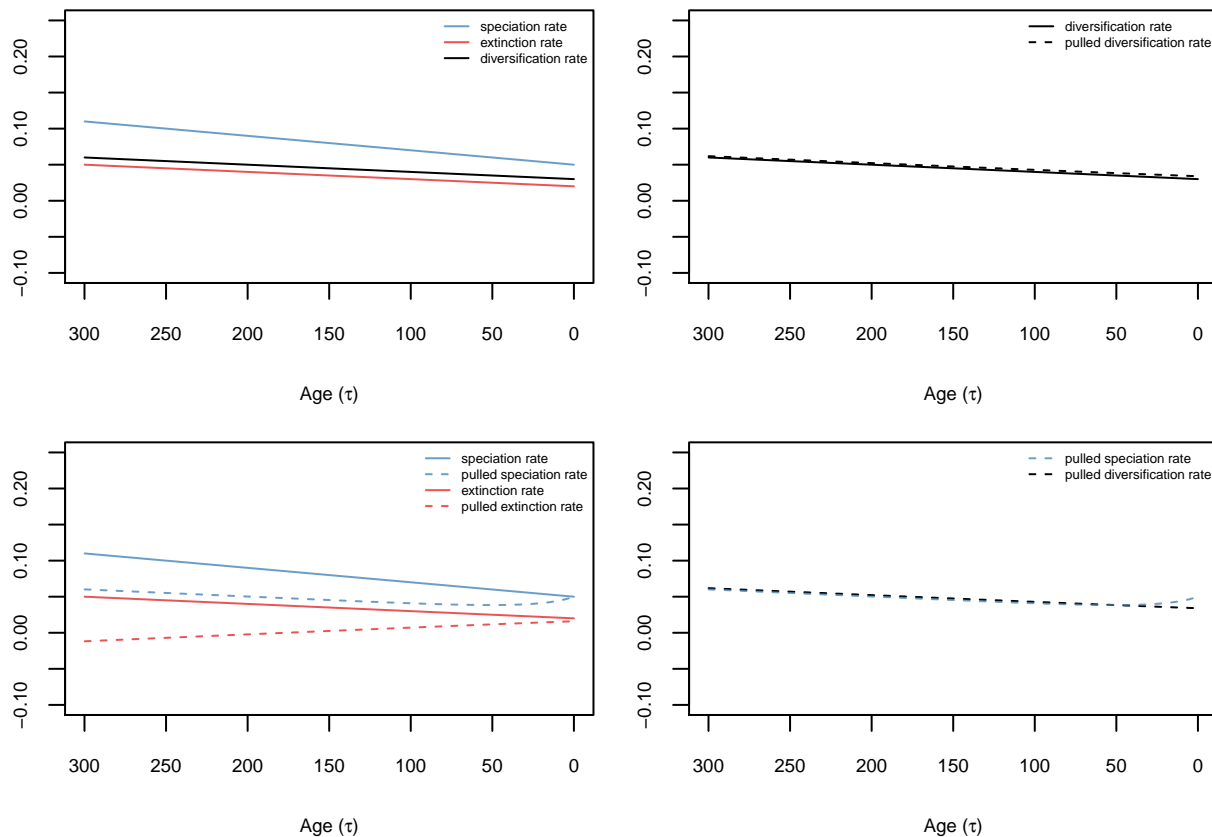 speciation rate
extinction rate
diversification rate
0.20
0.10
0.00
−0.10
300 250 200 150 100 50 0
Age (τ)
diversification rate
pulled diversification rate
0.20
0.10
0.00
−0.10
300 250 200 150 100 50 0
Age (τ)
speciation rate
pulled speciation rate
extinction rate
pulled extinction rate
0.20
0.10
0.00
−0.10
300 250 200 150 100 50 0
Age (τ)
pulled speciation rate
pulled diversification rate
0.20
0.10
0.00
−0.10
300 250 200 150 100 50 0
Age (τ)